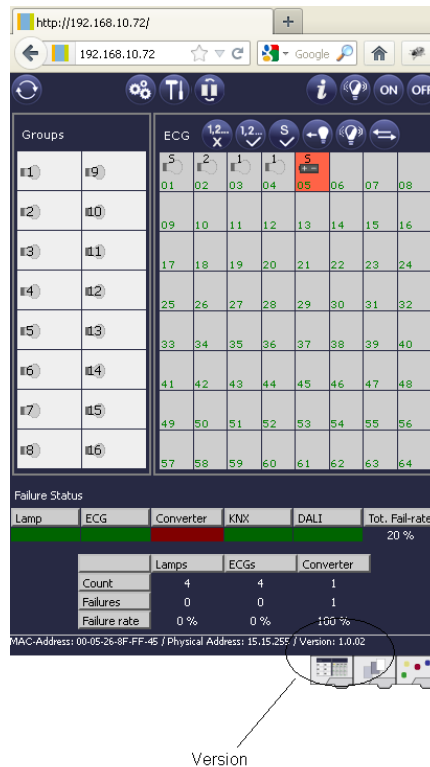 http://192.168.10.72/
192.168.10.72
Google
i
ON
OFF
Groups
ECG
1,2... X
1,2...
S
1 9
2 10
3 11
4 12
5 13
6 14
7 15
8 16
S 2 1 1 S
01 02 03 04 05 06 07 08
09 10 11 12 13 14 15 16
17 18 19 20 21 22 23 24
25 26 27 28 29 30 31 32
33 34 35 36 37 38 39 40
41 42 43 44 45 46 47 48
49 50 51 52 53 54 55 56
57 58 59 60 61 62 63 64
Failure Status
Lamp ECG Converter KNX DALI Tot. Fail-rate
20 %
Lamps ECGs Converter
Count 4 4 1
Failures 0 0 1
Failure rate 0 % 0 % 100 %
MAC-Address: 00-05-26-8F-FF-45 / Physical Address: 15.15.255 / Version: 1.0.02
Version